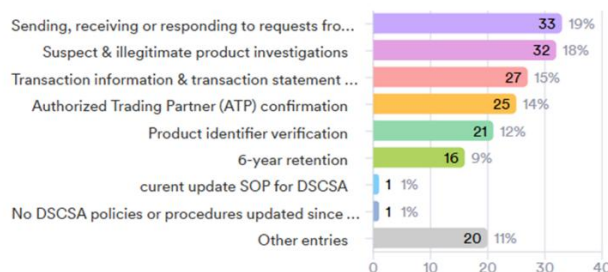 Sending, receiving or responding to requests fro... 33 19%
Suspect & illegitimate product investigations 32 18%
Transaction information & transaction statement ... 27 15%
Authorized Trading Partner (ATP) confirmation 25 14%
Product identifier verification 21 12%
6-year retention 16 9%
curent update SOP for DSCSA 1 1%
No DSCSA policies or procedures updated since ... 1 1%
Other entries 20 11%
0 10 20 30 40